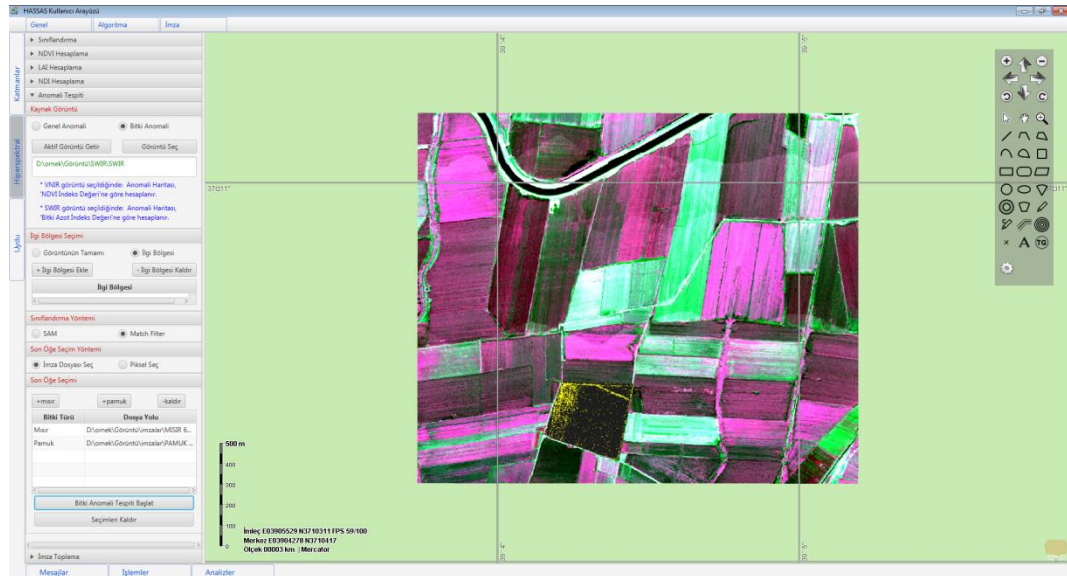 HASSAS Kullanıcı Arayüzü
Genel
Algoritma
İmza
Katmanlar
Hiperspektral
Uydu
Sınıflandırma
NDVI Hesaplama
LAI Hesaplama
NDI Hesaplama
Anomali Tespiti
Kaynak Görüntü
Genel Anomali
Bitki Anomali
Aktif Görüntü Getir
Görüntü Seç
D:\ornek\Görüntü\SWIR\SWIR
* VNIR görüntü seçildiğinde: Anomali Haritası,
'NDVI İndeks Değeri'ne göre hesaplanır.
* SWIR görüntü seçildiğinde: Anomali Haritası,
'Bitki Azot İndeks Değeri'ne göre hesaplanır.
İlgi Bölgesi Seçimi
Görüntünün Tamamı
İlgi Bölgesi
+ İlgi Bölgesi Ekle
- İlgi Bölgesi Kaldır
İlgi Bölgesi
Sınıflandırma Yöntemi
SAM
Match Filter
Son Öğe Seçim Yöntemi
İmza Dosyası Seç
Piksel Seç
Son Öğe Seçimi
+mısır
+pamuk
-kaldır
Bitki Türü
Dosya Yolu
Mısır
D:\ornek\Görüntü\imzalar\MISIR 6...
Pamuk
D:\ornek\Görüntü\imzalar\PAMUK ...
Bitki Anomali Tespiti Başlat
Seçimleri Kaldır
İmza Toplama
Mesajlar
İşlemler
Analizler
500 m
400
300
200
100
0
İmleç E03905529 N3710311 FPS 59/100
Merkez E03904278 N3710417
Ölçek 00003 km | Mercator
A
TG